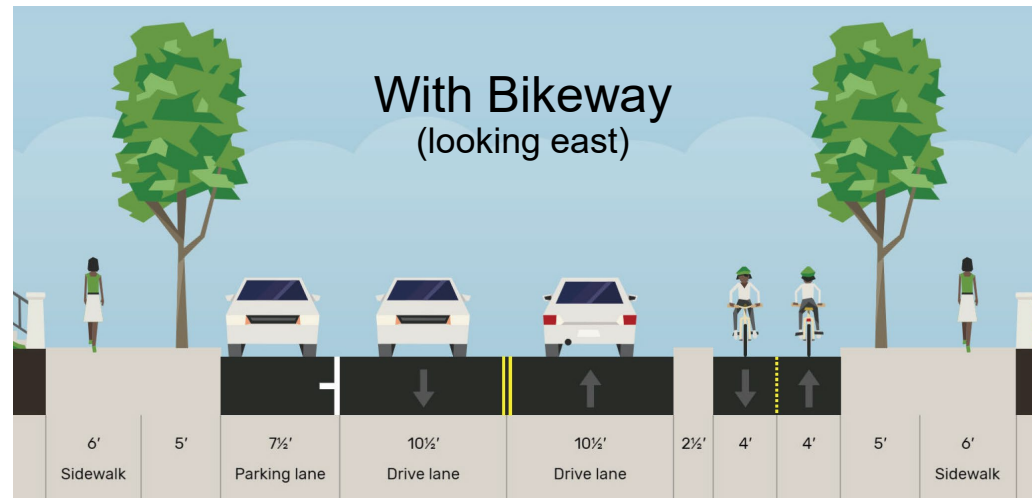 With Bikeway
(looking east)
6′ 5′ 7½′ 10½′ 10½′ 2½′ 4′ 4′ 5′ 6′
Sidewalk Parking lane Drive lane Drive lane Sidewalk